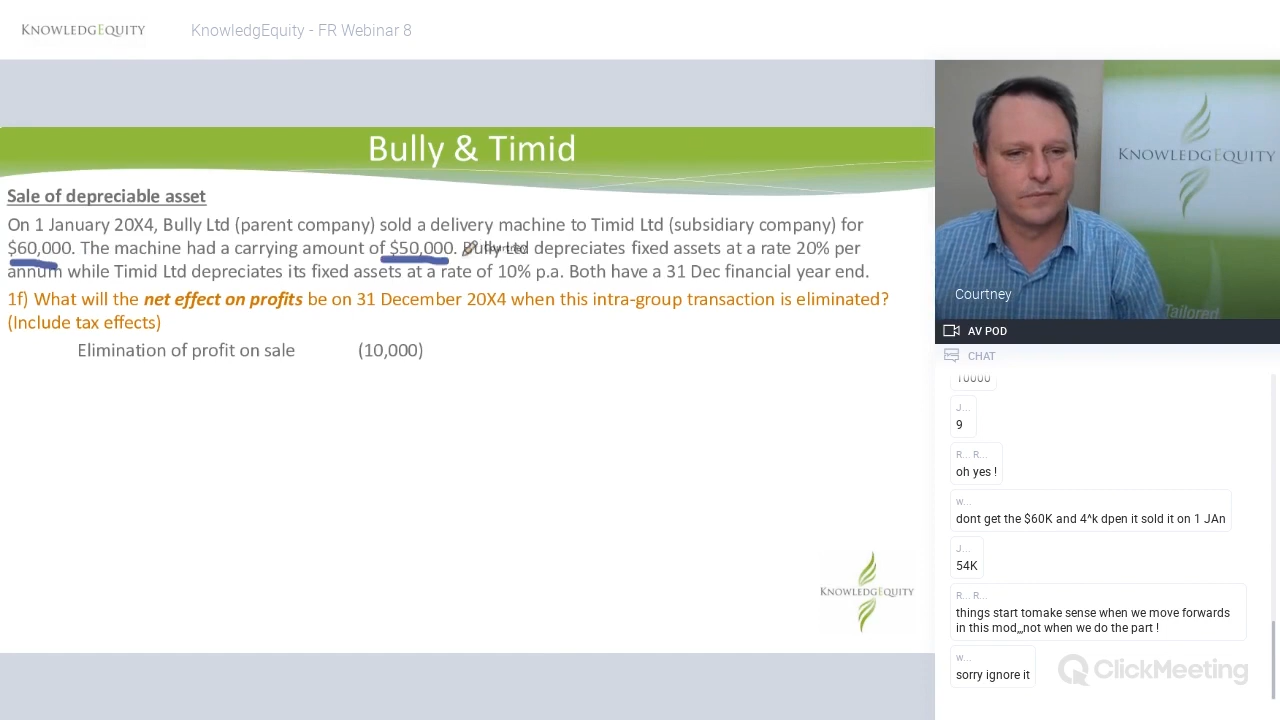 KNOWLEDGEQUITY
KnowledgEquity - FR Webinar 8
Bully & Timid
Sale of depreciable asset
On 1 January 20X4, Bully Ltd (parent company) sold a delivery machine to Timid Ltd (subsidiary company) for
$60,000. The machine had a carrying amount of $50,000. Bully Ltd depreciates fixed assets at a rate 20% per
annum while Timid Ltd depreciates its fixed assets at a rate of 10% p.a. Both have a 31 Dec financial year end.
1f) What will the net effect on profits be on 31 December 20X4 when this intra-group transaction is eliminated?
(Include tax effects)
Elimination of profit on sale (10,000)
KNOWLEDGEQUITY
KNOWLEDGEQUITY
Tailored
Courtney
AV POD
CHAT
10000
J...
9
R... R...
oh yes !
w...
dont get the $60K and 4^k dpen it sold it on 1 JAn
J...
54K
R... R...
things start tomake sense when we move forwards
in this mod,,,not when we do the part !
w...
sorry ignore it
ClickMeeting